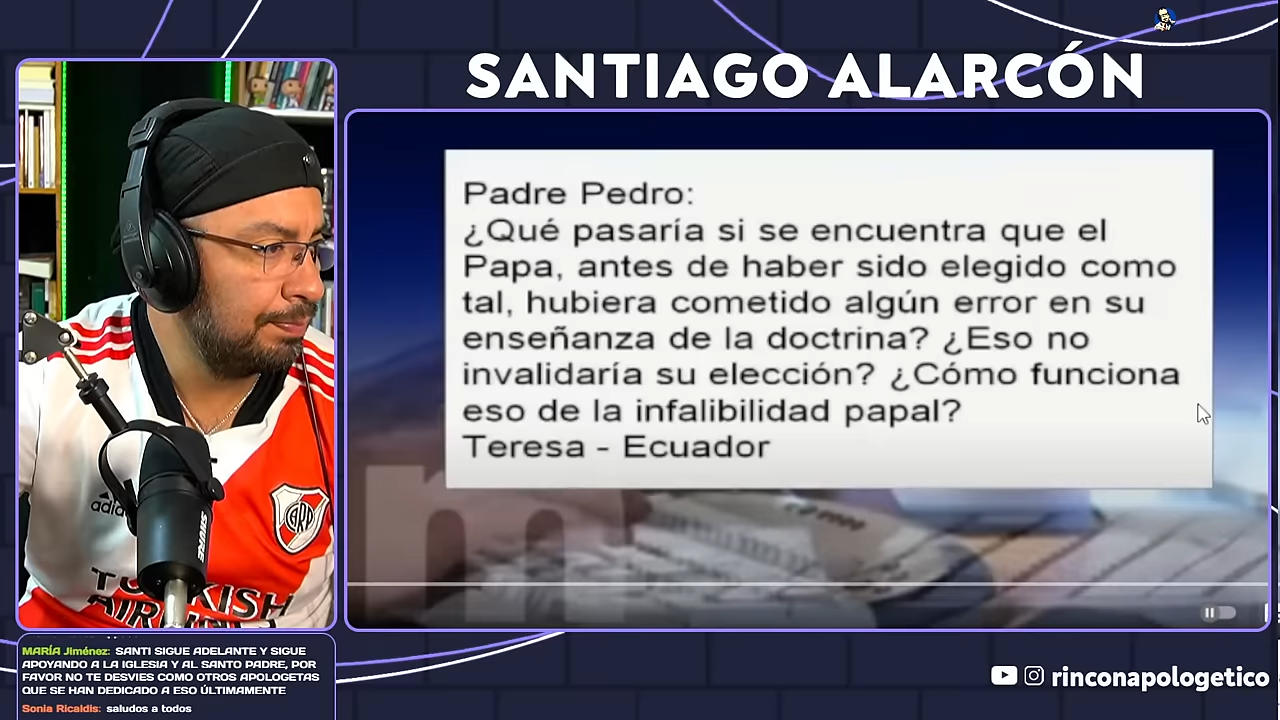 SANTIAGO ALARCÓN
Padre Pedro:
¿Qué pasaría si se encuentra que el
Papa, antes de haber sido elegido como
tal, hubiera cometido algún error en su
enseñanza de la doctrina? ¿Eso no
invalidaría su elección? ¿Cómo funciona
eso de la infalibilidad papal?
Teresa - Ecuador
m
adidas
CARP
SHURE
TURKISH
AIRLINES
MARÍA Jiménez: SANTI SIGUE ADELANTE Y SIGUE
APOYANDO A LA IGLESIA Y AL SANTO PADRE, POR
FAVOR NO TE DESVIES COMO OTROS APOLOGETAS
QUE SE HAN DEDICADO A ESO ÚLTIMAMENTE
Sonia Ricaldis: saludos a todos
rinconapologetico